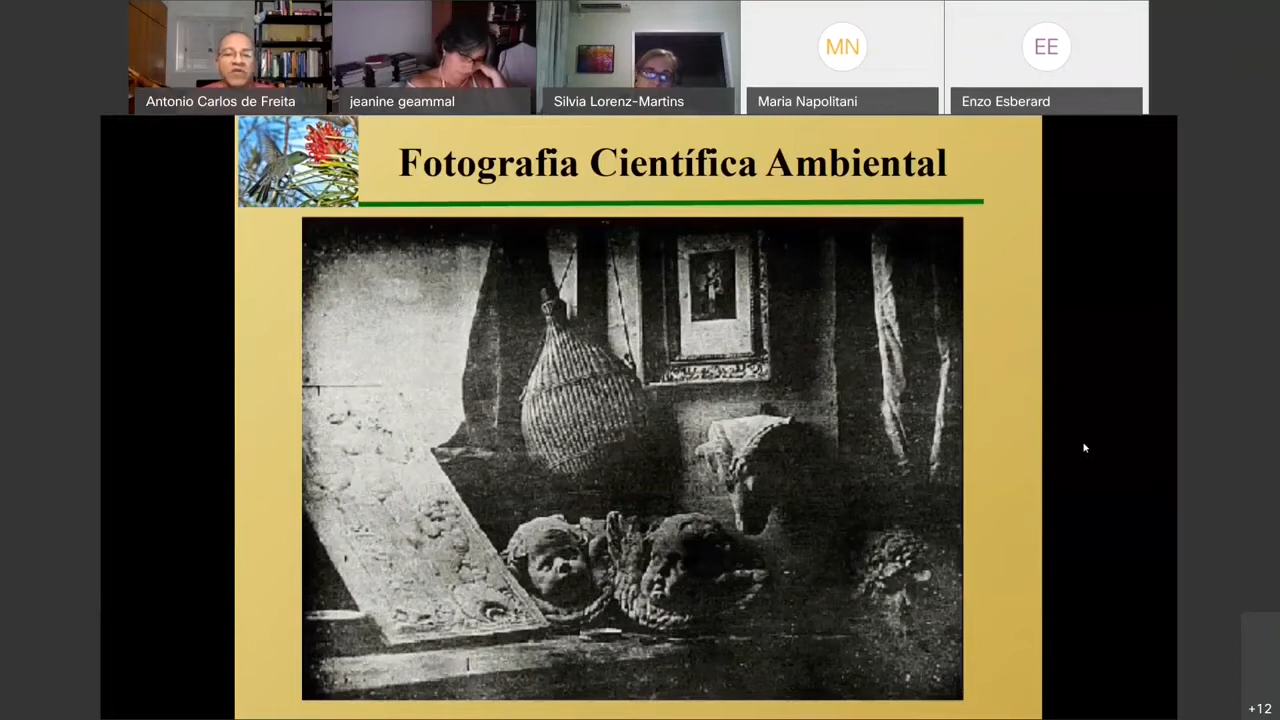 Antonio Carlos de Freita
jeanine geammal
Silvia Lorenz-Martins
MN
Maria Napolitani
EE
Enzo Esberard
Fotografia Científica Ambiental
+12